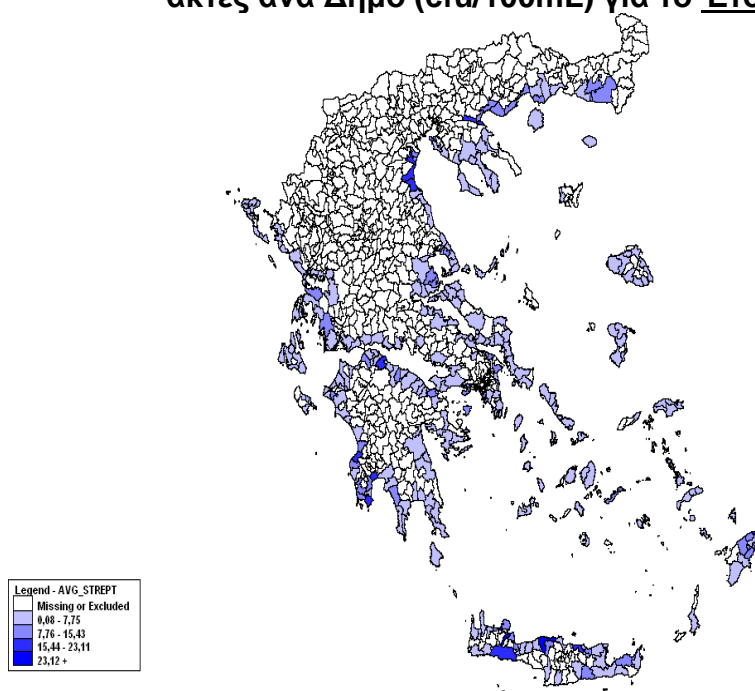 ακτές ανά Δήμο (cfu/100mL) για το
Legend - AVG_STREPT
Missing or Excluded
0,08 - 7,75
7,76 - 15,43
15,44 - 23,11
23,12 +